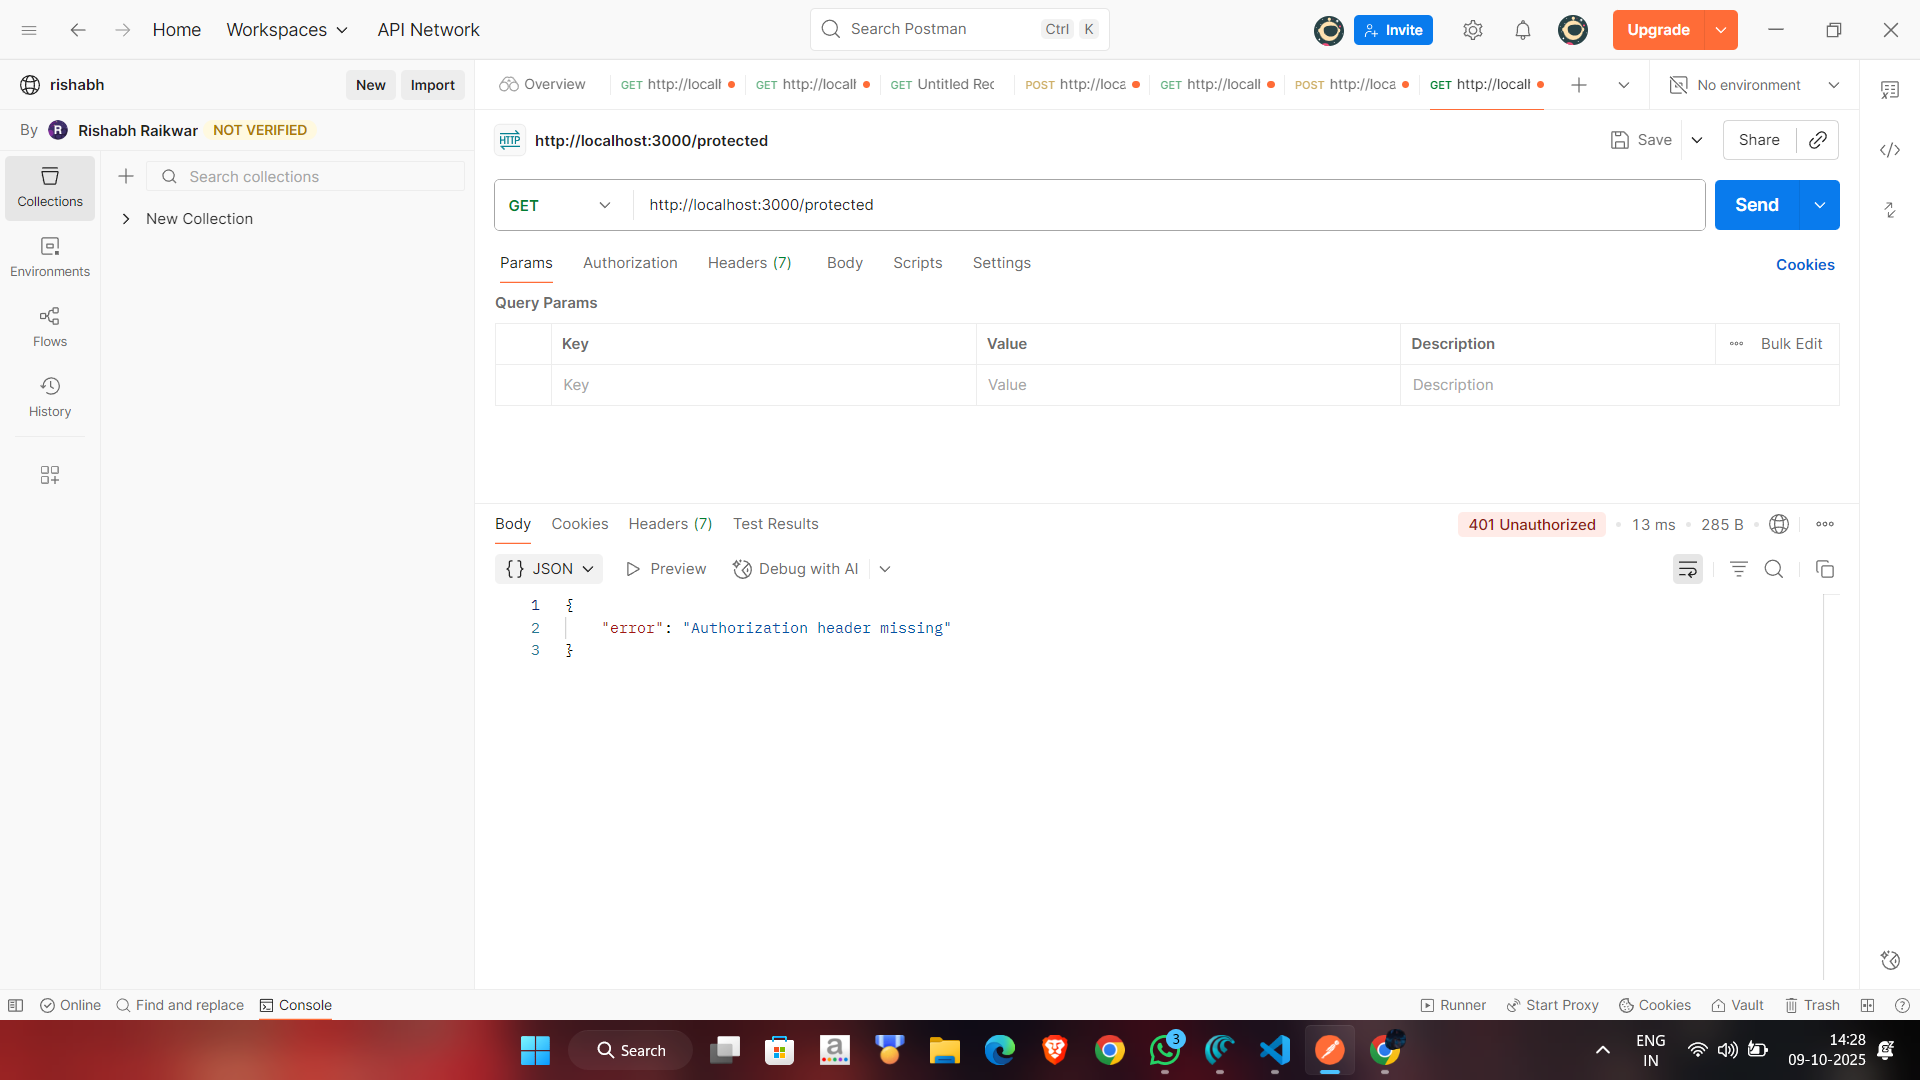 Home
Workspaces
API Network
Search Postman
Ctrl
K
Invite
Upgrade
rishabh
New
Import
By R Rishabh Raikwar NOT VERIFIED
Collections
Environments
Flows
History
Search collections
New Collection
Overview
GET http://locall
GET http://locall
GET Untitled Rec
POST http://loca
GET http://locall
POST http://loca
GET http://locall
No environment
HTTP http://localhost:3000/protected
Save
Share
GET
http://localhost:3000/protected
Send
Params
Authorization
Headers (7)
Body
Scripts
Settings
Cookies
Query Params
Key
Value
Description
Bulk Edit
Key
Value
Description
Body
Cookies
Headers (7)
Test Results
401 Unauthorized
13 ms
285 B
{} JSON
Preview
Debug with AI
1 {
2 "error": "Authorization header missing"
3 }
Online
Find and replace
Console
Runner
Start Proxy
Cookies
Vault
Trash
Search
a
3
ENG
IN
14:28
09-10-2025